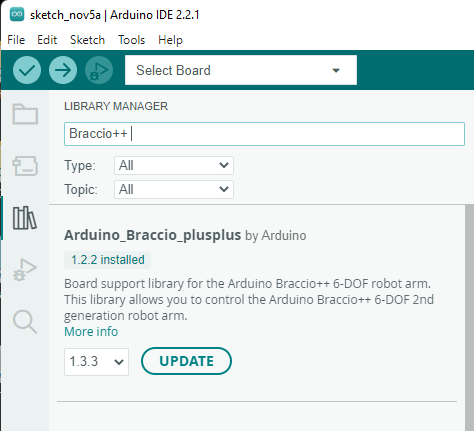 sketch_nov5a | Arduino IDE 2.2.1
File Edit Sketch Tools Help
Select Board
LIBRARY MANAGER
Braccio++
Type: All
Topic: All
Arduino_Braccio_plusplus by Arduino
1.2.2 installed
Board support library for the Arduino Braccio++ 6-DOF robot arm.
This library allows you to control the Arduino Braccio++ 6-DOF 2nd
generation robot arm.
More info
1.3.3 UPDATE